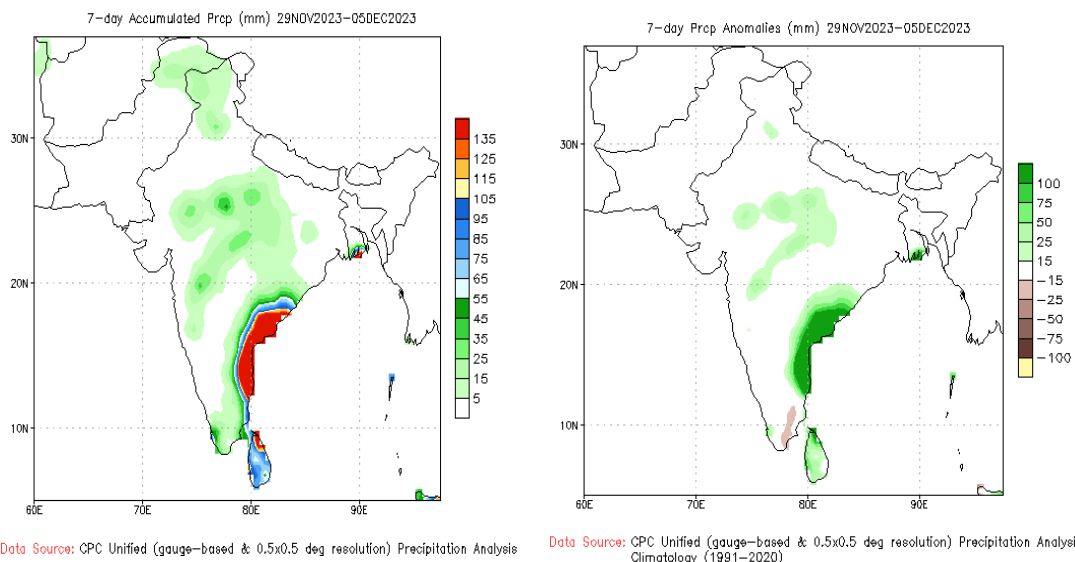 7-day Accumulated Prcp (mm) 29NOV2023-05DEC2023
30N
20N
10N
60E
70E
80E
90E
135
125
115
105
95
85
75
65
55
45
35
25
15
5
Data Source: CPC Unified (gauge-based & 0.5x0.5 deg resolution) Precipitation Analysis
7-day Prcp Anomalies (mm) 29NOV2023-05DEC2023
30N
20N
10N
60E
70E
80E
90E
100
75
50
25
15
-15
-25
-50
-75
-100
Data Source: CPC Unified (gauge-based & 0.5x0.5 deg resolution) Precipitation Analysi
Climatology (1991-2020)